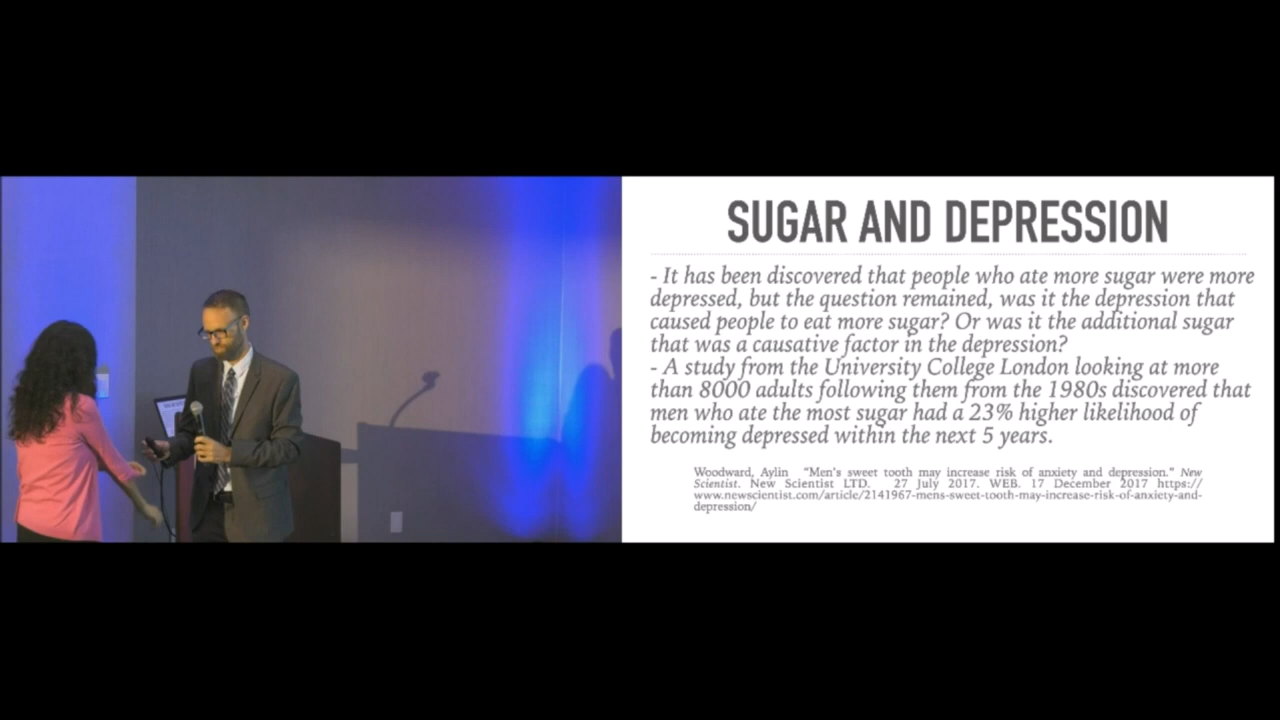 SUGAR AND DEPRESSION
- It has been discovered that people who ate more sugar were more
depressed, but the question remained, was it the depression that
caused people to eat more sugar? Or was it the additional sugar
that was a causative factor in the depression?
- A study from the University College London looking at more
than 8000 adults following them from the 1980s discovered that
men who ate the most sugar had a 23% higher likelihood of
becoming depressed within the next 5 years.
Woodward, Aylin "Men's sweet tooth may increase risk of anxiety and depression." New
Scientist. New Scientist LTD. 27 July 2017. WEB. 17 December 2017 https://
www.newscientist.com/article/2141967-mens-sweet-tooth-may-increase-risk-of-anxiety-and-
depression/